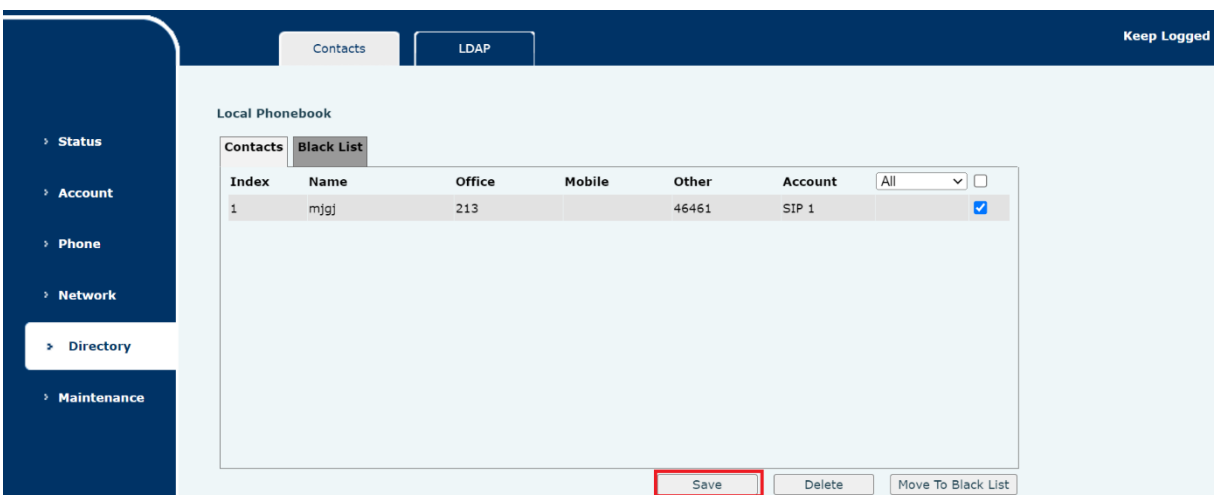 Contacts LDAP Keep Logged
Local Phonebook
Contacts Black List
Index Name Office Mobile Other Account All
1 mjgj 213 46461 SIP 1
› Status
› Account
› Phone
› Network
› Directory
› Maintenance
Save Delete Move To Black List